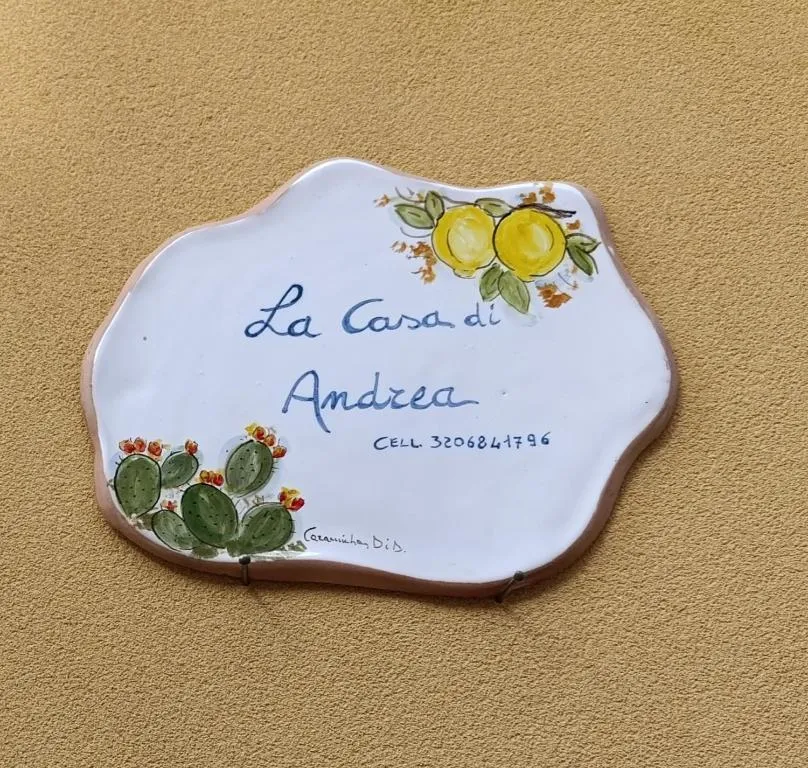 La Casa di
Andrea
CELL. 3206841796